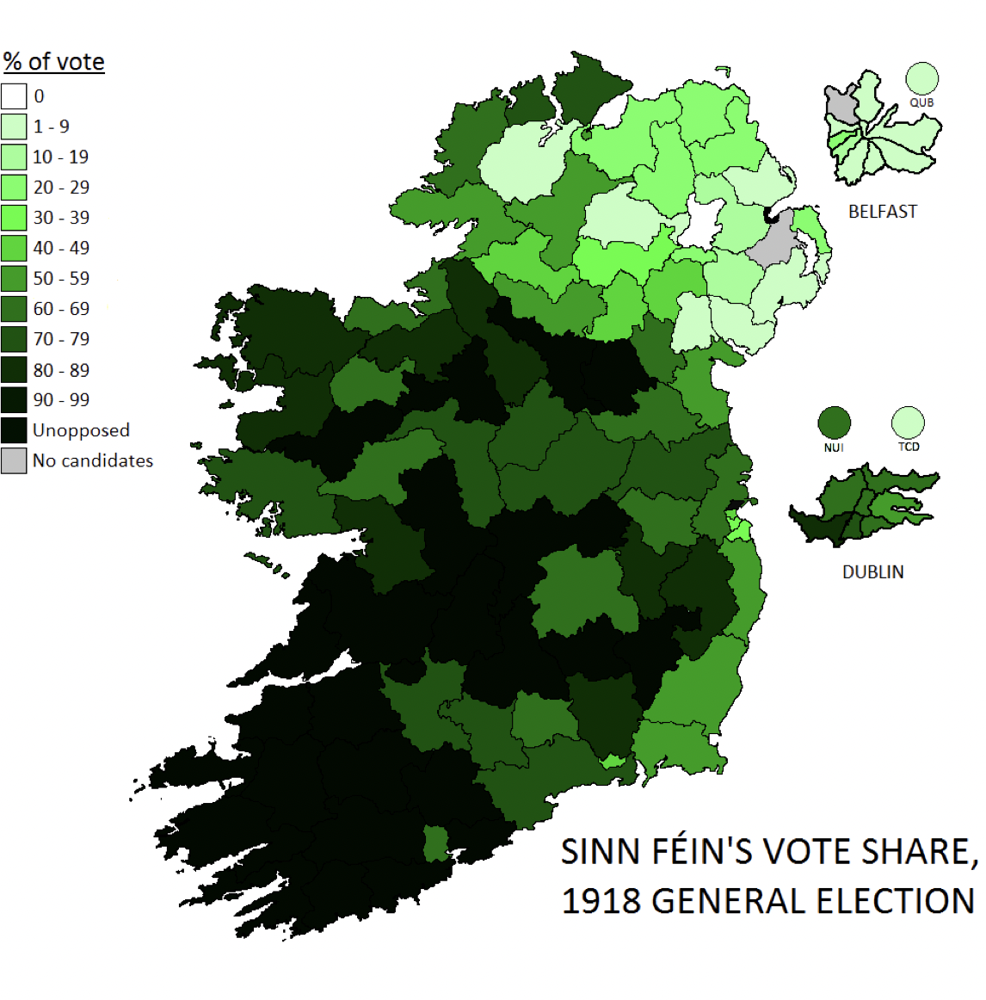 % of vote
0
1 - 9
10 - 19
20 - 29
30 - 39
40 - 49
50 - 59
60 - 69
70 - 79
80 - 89
90 - 99
Unopposed
No candidates
QUB
BELFAST
NUI
TCD
DUBLIN
SINN FÉIN'S VOTE SHARE,
1918 GENERAL ELECTION